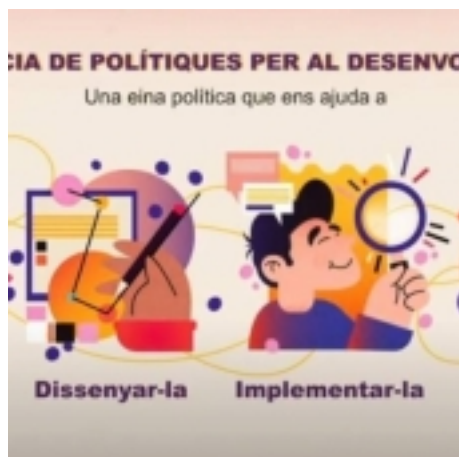 CIA DE POLÍTIQUES PER AL DESENVO
Una eina política que ens ajuda a
Dissenyar-la
Implementar-la